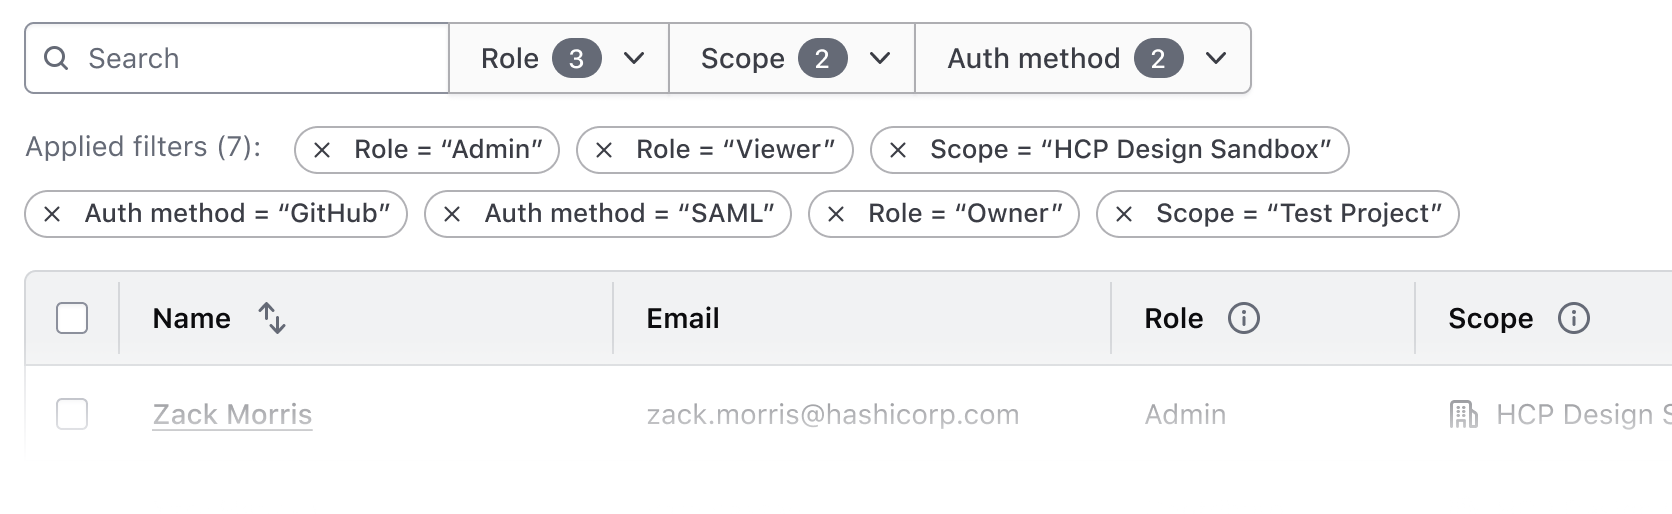 Search Role 3 Scope 2 Auth method 2
Applied filters (7): Role = “Admin” Role = “Viewer” Scope = “HCP Design Sandbox”
Auth method = “GitHub” Auth method = “SAML” Role = “Owner” Scope = “Test Project”
Name Email Role Scope
Zack Morris zack.morris@hashicorp.com Admin HCP Design S